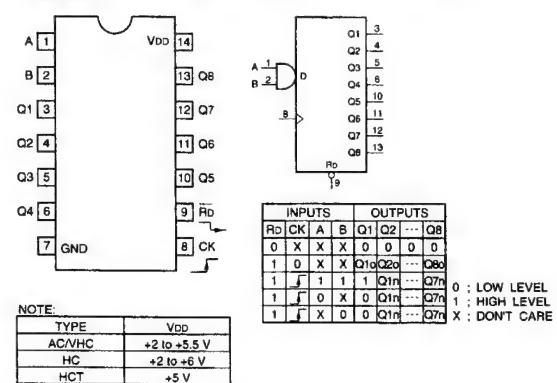 A 1
B 2
Q1 3
Q2 4
Q3 5
Q4 6
7 GND
VDD 14
13 Q8
12 Q7
11 Q6
10 Q5
9 R̅D̅
8 CK
A 1
B 2
D
8
RD
9
Q1 3
Q2 4
Q3 5
Q4 6
Q5 10
Q6 11
Q7 12
Q8 13
INPUTS OUTPUTS
RD CK A B Q1 Q2 --- Q8
0 X X X 0 0 0 0
1 0 X X Q1o Q2o --- Q8o
1 1 1 1 Q1n --- Q7n
1 0 X 0 Q1n --- Q7n
1 X 0 0 Q1n --- Q7n
0 ; LOW LEVEL
1 ; HIGH LEVEL
X ; DON'T CARE
NOTE:
TYPE VDD
AC/VHC +2 to +5.5 V
HC +2 to +6 V
HCT +5 V